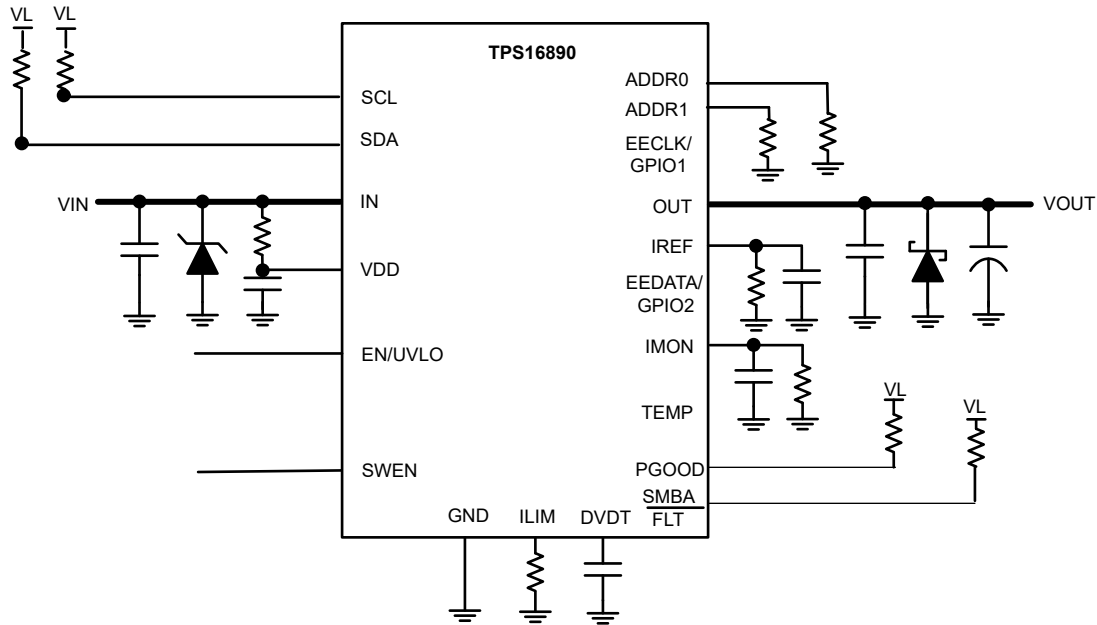 VL
VL
TPS16890
SCL
SDA
VIN
IN
VDD
EN/UVLO
SWEN
GND
ILIM
DVDT
ADDR0
ADDR1
EECLK/
GPIO1
OUT
VOUT
IREF
EEDATA/
GPIO2
IMON
TEMP
VL
VL
PGOOD
SMBA
FLT